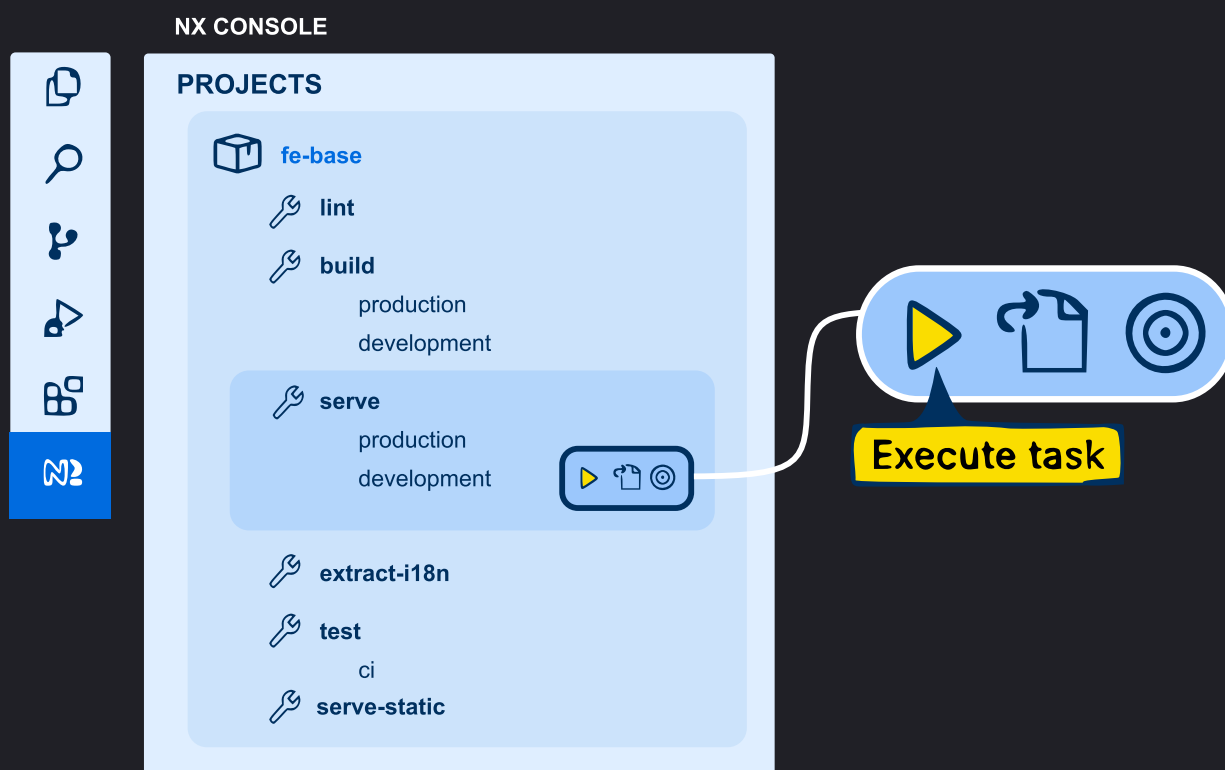 NX CONSOLE
PROJECTS
fe-base
lint
build
production
development
serve
production
development
Execute task
extract-i18n
test
ci
serve-static